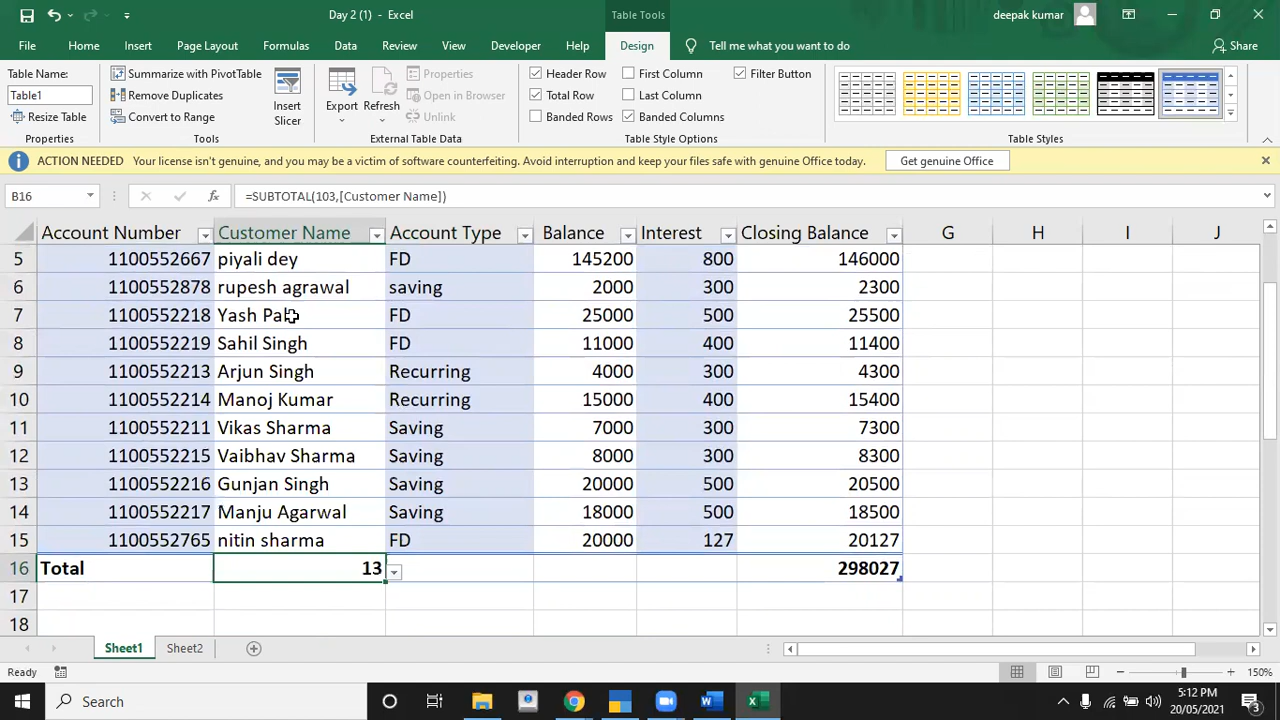 Day 2 (1) - Excel
Table Tools
deepak kumar
File Home Insert Page Layout Formulas Data Review View Developer Help Design Tell me what you want to do Share
Table Name:
Table1
Resize Table
Properties
Summarize with PivotTable
Remove Duplicates
Convert to Range
Tools
Insert
Slicer
Export
Refresh
Properties
Open in Browser
Unlink
External Table Data
Header Row
Total Row
Banded Rows
First Column
Last Column
Banded Columns
Filter Button
Table Style Options
Table Styles
ACTION NEEDED Your license isn't genuine, and you may be a victim of software counterfeiting. Avoid interruption and keep your files safe with genuine Office today. Get genuine Office
B16 fx =SUBTOTAL(103,[Customer Name])
Account Number Customer Name Account Type Balance Interest Closing Balance G H I J
5 1100552667 piyali dey FD 145200 800 146000
6 1100552878 rupesh agrawal saving 2000 300 2300
7 1100552218 Yash FD 25000 500 25500
8 1100552219 Sahil Singh FD 11000 400 11400
9 1100552213 Arjun Singh Recurring 4000 300 4300
10 1100552214 Manoj Kumar Recurring 15000 400 15400
11 1100552211 Vikas Sharma Saving 7000 300 7300
12 1100552215 Vaibhav Sharma Saving 8000 300 8300
13 1100552216 Gunjan Singh Saving 20000 500 20500
14 1100552217 Manju Agarwal Saving 18000 500 18500
15 1100552765 nitin sharma FD 20000 127 20127
16 Total 13 298027
17
18
Sheet1 Sheet2
Ready 150%
Search
5:12 PM
20/05/2021
3